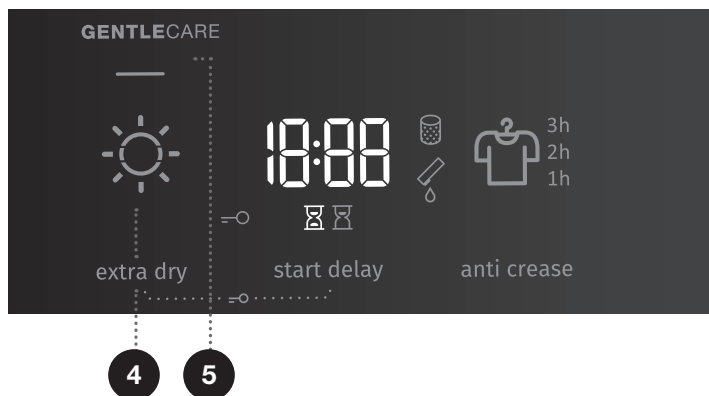 GENTLECARE
18:88
3h
2h
1h
extra dry
start delay
anti crease
4
5